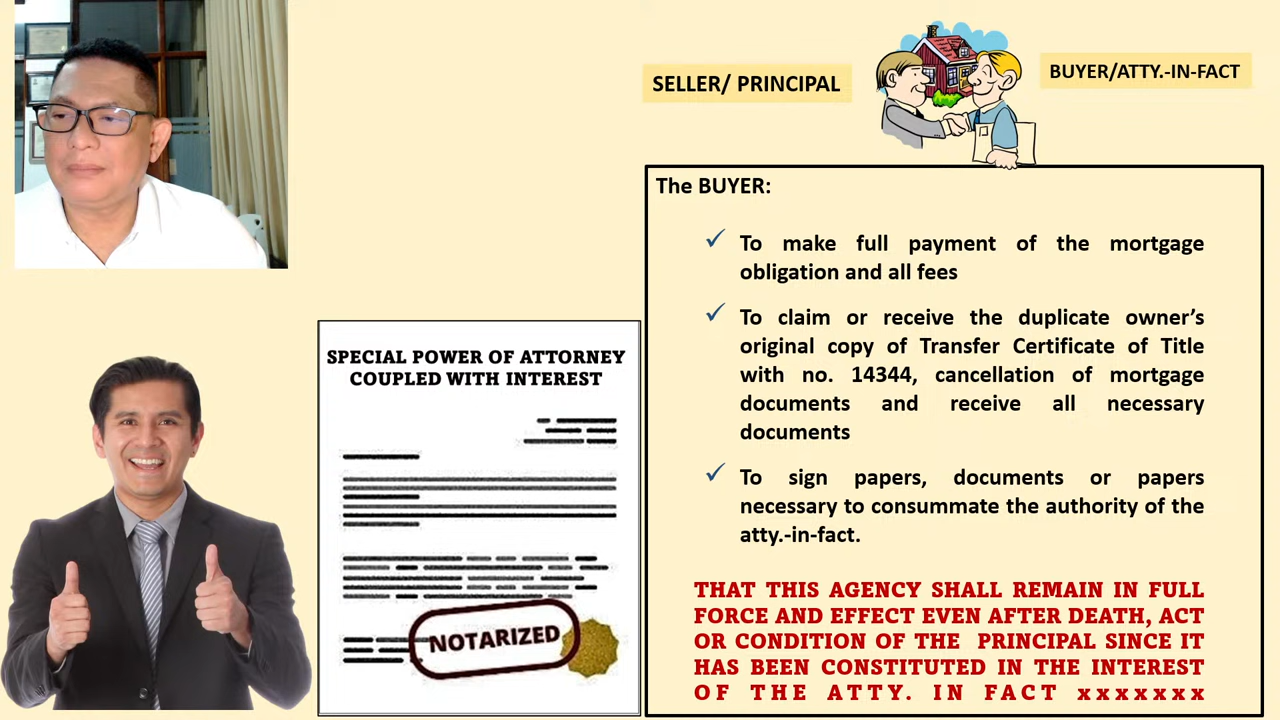 SELLER/ PRINCIPAL
BUYER/ATTY.-IN-FACT
The BUYER:
To make full payment of the mortgage
obligation and all fees
To claim or receive the duplicate owner's
original copy of Transfer Certificate of Title
with no. 14344, cancellation of mortgage
documents and receive all necessary
documents
To sign papers, documents or papers
necessary to consummate the authority of the
atty.-in-fact.
THAT THIS AGENCY SHALL REMAIN IN FULL
FORCE AND EFFECT EVEN AFTER DEATH, ACT
OR CONDITION OF THE PRINCIPAL SINCE IT
HAS BEEN CONSTITUTED IN THE INTEREST
OF THE ATTY. IN FACT xxxxxxx
SPECIAL POWER OF ATTORNEY
COUPLED WITH INTEREST
NOTARIZED